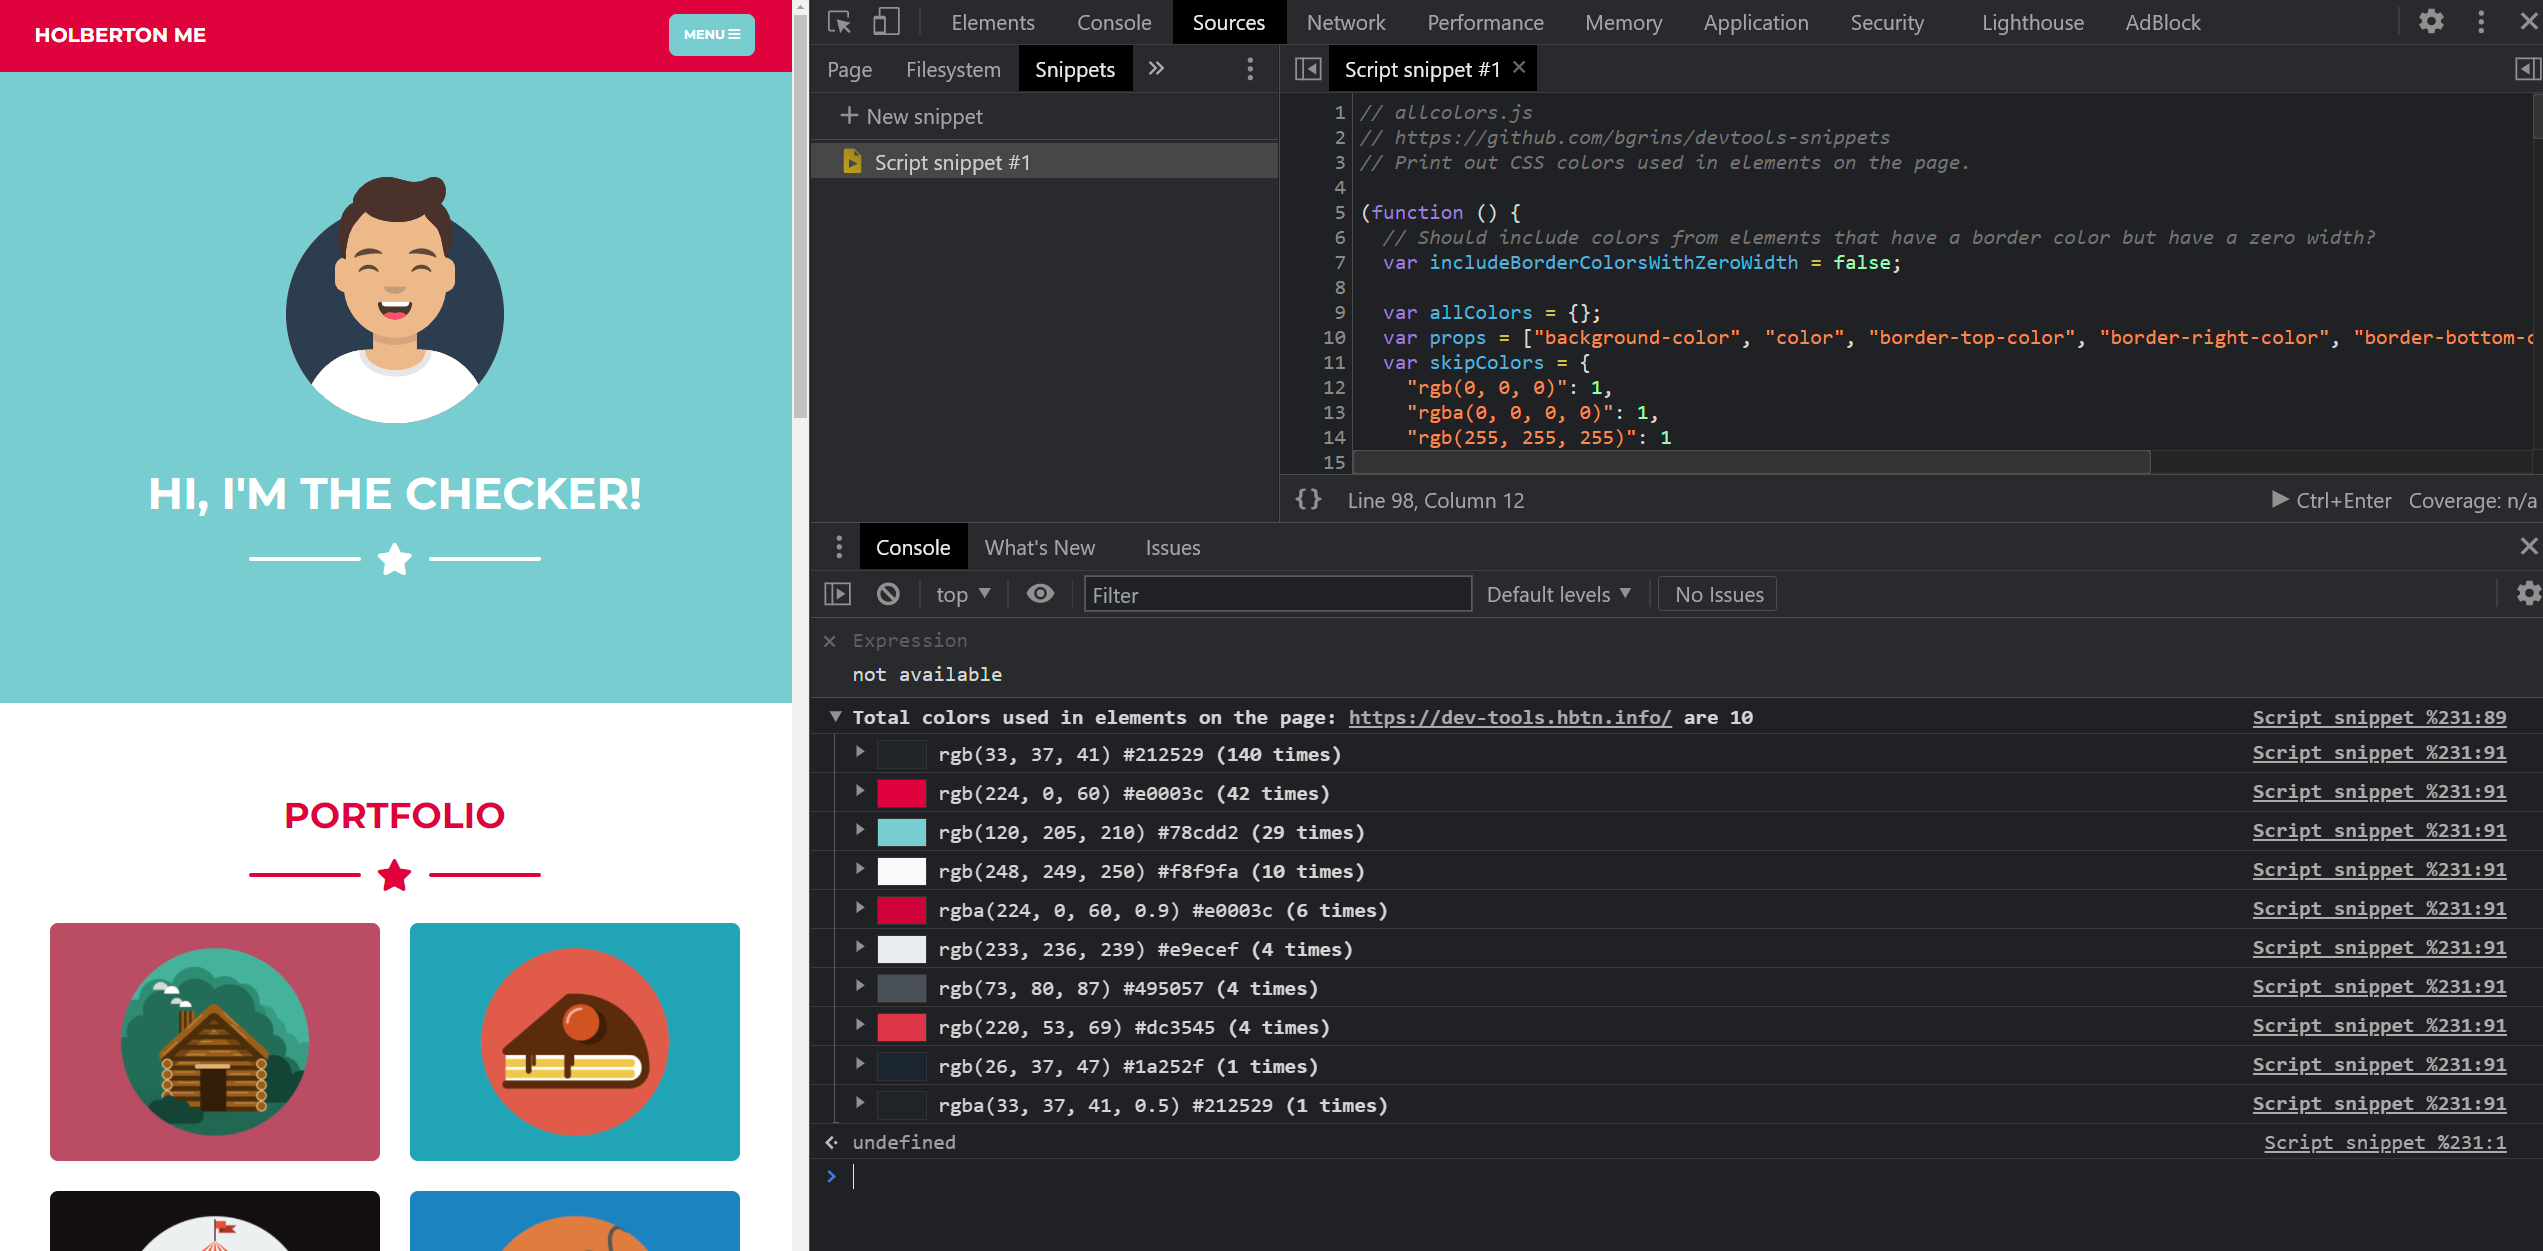 HOLBERTON ME
MENU
HI, I'M THE CHECKER!
PORTFOLIO
Elements Console Sources Network Performance Memory Application Security Lighthouse AdBlock
Page Filesystem Snippets
Script snippet #1
New snippet
Script snippet #1
1 // allcolors.js
2 // https://github.com/bgrins/devtools-snippets
3 // Print out CSS colors used in elements on the page.
4
5 (function () {
6 // Should include colors from elements that have a border color but have a zero width?
7 var includeBorderColorsWithZeroWidth = false;
8
9 var allColors = {};
10 var props = ["background-color", "color", "border-top-color", "border-right-color", "border-bottom-c
11 var skipColors = {
12 "rgb(0, 0, 0)": 1,
13 "rgba(0, 0, 0, 0)": 1,
14 "rgb(255, 255, 255)": 1
15
{} Line 98, Column 12
Ctrl+Enter Coverage: n/a
Console What's New Issues
top Filter Default levels No Issues
Expression
not available
Total colors used in elements on the page: https://dev-tools.hbtn.info/ are 10 Script snippet %231:89
rgb(33, 37, 41) #212529 (140 times) Script snippet %231:91
rgb(224, 0, 60) #e0003c (42 times) Script snippet %231:91
rgb(120, 205, 210) #78cdd2 (29 times) Script snippet %231:91
rgb(248, 249, 250) #f8f9fa (10 times) Script snippet %231:91
rgba(224, 0, 60, 0.9) #e0003c (6 times) Script snippet %231:91
rgb(233, 236, 239) #e9ecef (4 times) Script snippet %231:91
rgb(73, 80, 87) #495057 (4 times) Script snippet %231:91
rgb(220, 53, 69) #dc3545 (4 times) Script snippet %231:91
rgb(26, 37, 47) #1a252f (1 times) Script snippet %231:91
rgba(33, 37, 41, 0.5) #212529 (1 times) Script snippet %231:91
undefined Script snippet %231:1